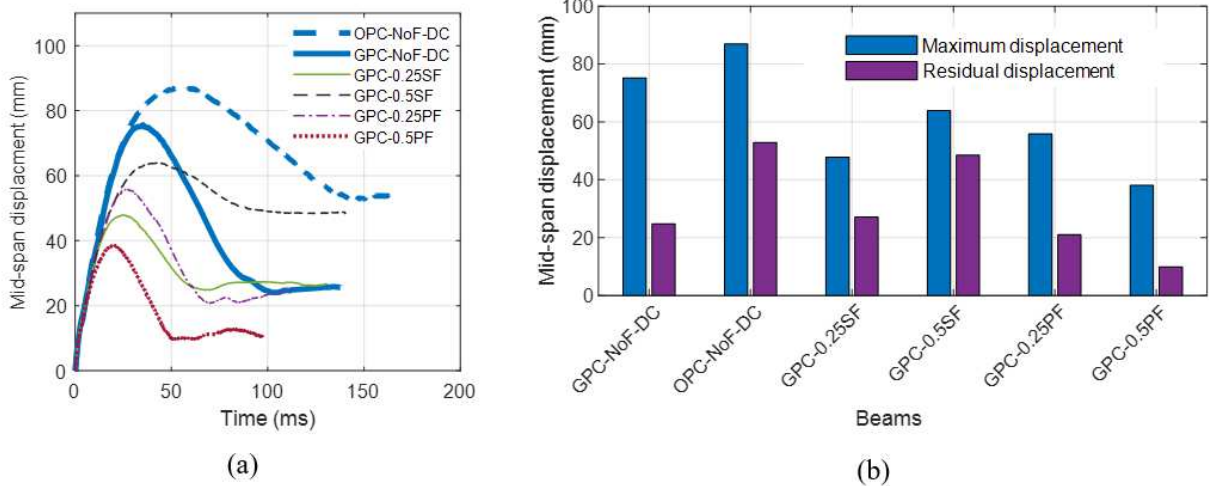 Mid-span displacement (mm)
100
80
60
40
20
0
OPC-NoF-DC
GPC-NoF-DC
GPC-0.25SF
GPC-0.5SF
GPC-0.25PF
GPC-0.5PF
0
50
100
150
200
Time (ms)
(a)
Mid-span displacement (mm)
100
80
60
40
20
0
Maximum displacement
Residual displacement
GPC-NoF-DC
OPC-NoF-DC
GPC-0.25SF
GPC-0.5SF
GPC-0.25PF
GPC-0.5PF
Beams
(b)